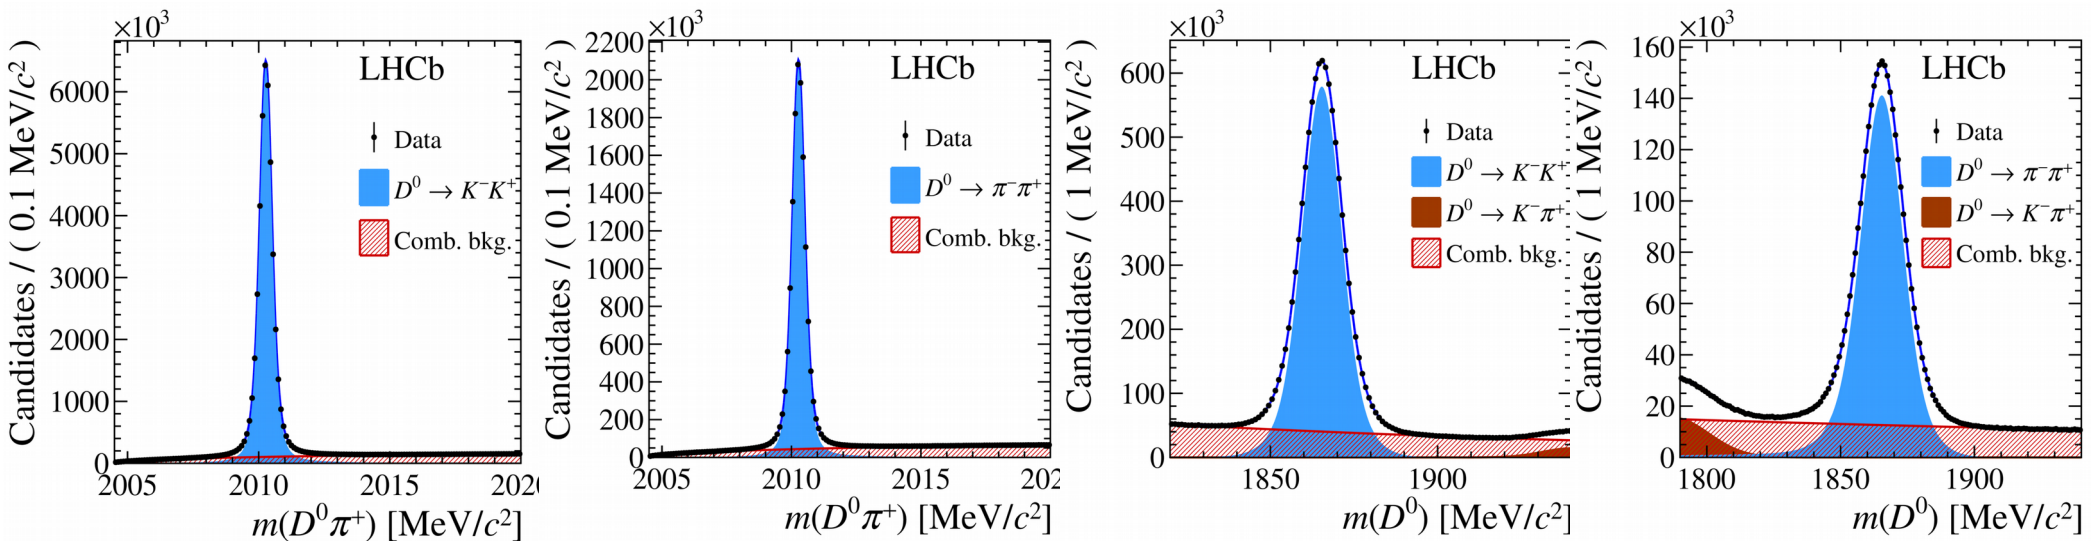 ×10³
Candidates / ( 0.1 MeV/c² )
6000
5000
4000
3000
2000
1000
0
LHCb
Data
D⁰ → K⁻K⁺
Comb. bkg.
2005 2010 2015 202
m(D⁰π⁺) [MeV/c²]
×10³
Candidates / ( 0.1 MeV/c² )
2200
2000
1800
1600
1400
1200
1000
800
600
400
200
0
LHCb
Data
D⁰ → π⁻π⁺
Comb. bkg.
2005 2010 2015 202
m(D⁰π⁺) [MeV/c²]
×10³
Candidates / ( 1 MeV/c² )
600
500
400
300
200
100
0
LHCb
Data
D⁰ → K⁻K⁺
D⁰ → K⁻π⁺
Comb. bkg.
1850 1900
m(D⁰) [MeV/c²]
×10³
Candidates / ( 1 MeV/c² )
160
140
120
100
80
60
40
20
0
LHCb
Data
D⁰ → π⁻π⁺
D⁰ → K⁻π⁺
Comb. bkg.
1800 1850 1900
m(D⁰) [MeV/c²]